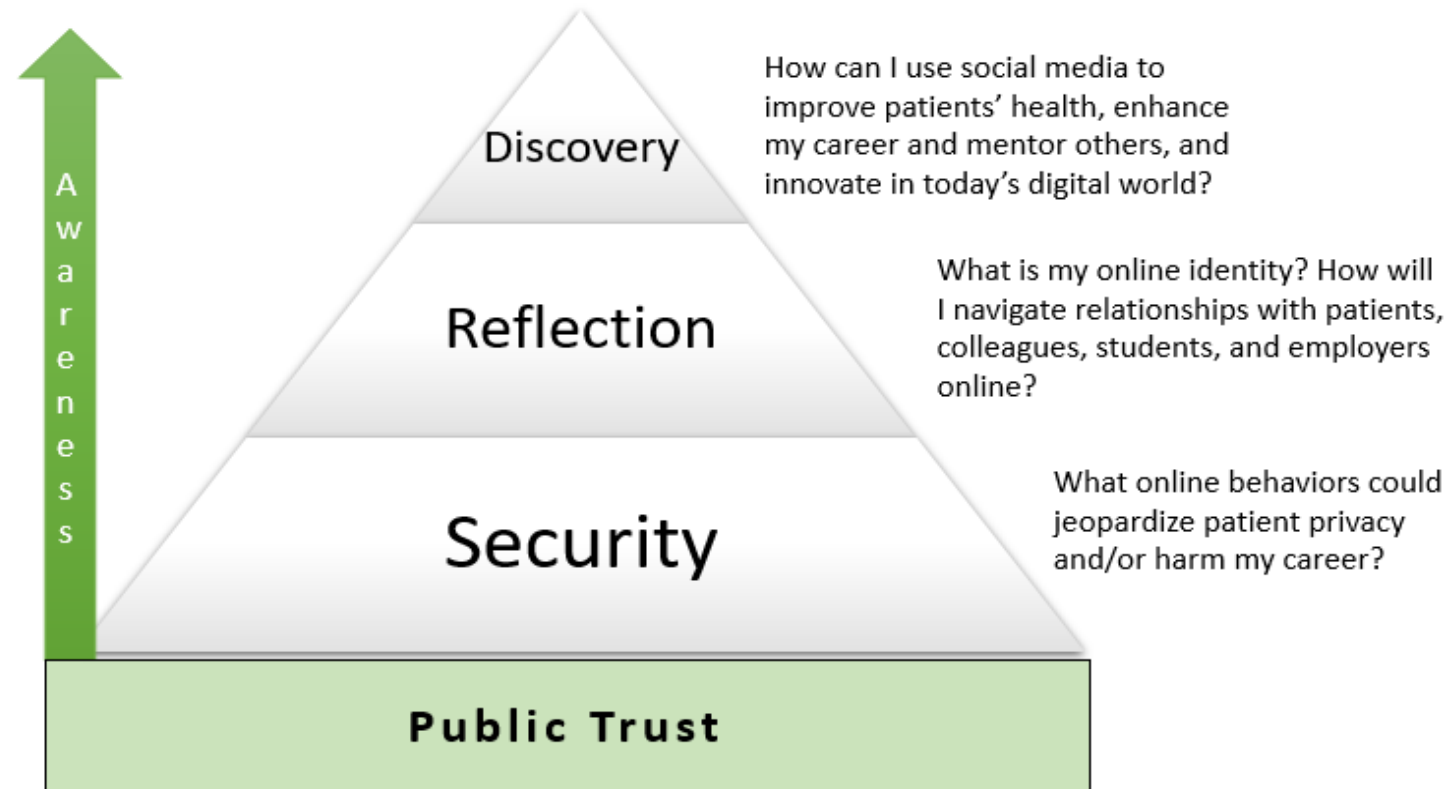 Awareness
Discovery
How can I use social media to
improve patients’ health, enhance
my career and mentor others, and
innovate in today’s digital world?
Reflection
What is my online identity? How will
I navigate relationships with patients,
colleagues, students, and employers
online?
Security
What online behaviors could
jeopardize patient privacy
and/or harm my career?
Public Trust